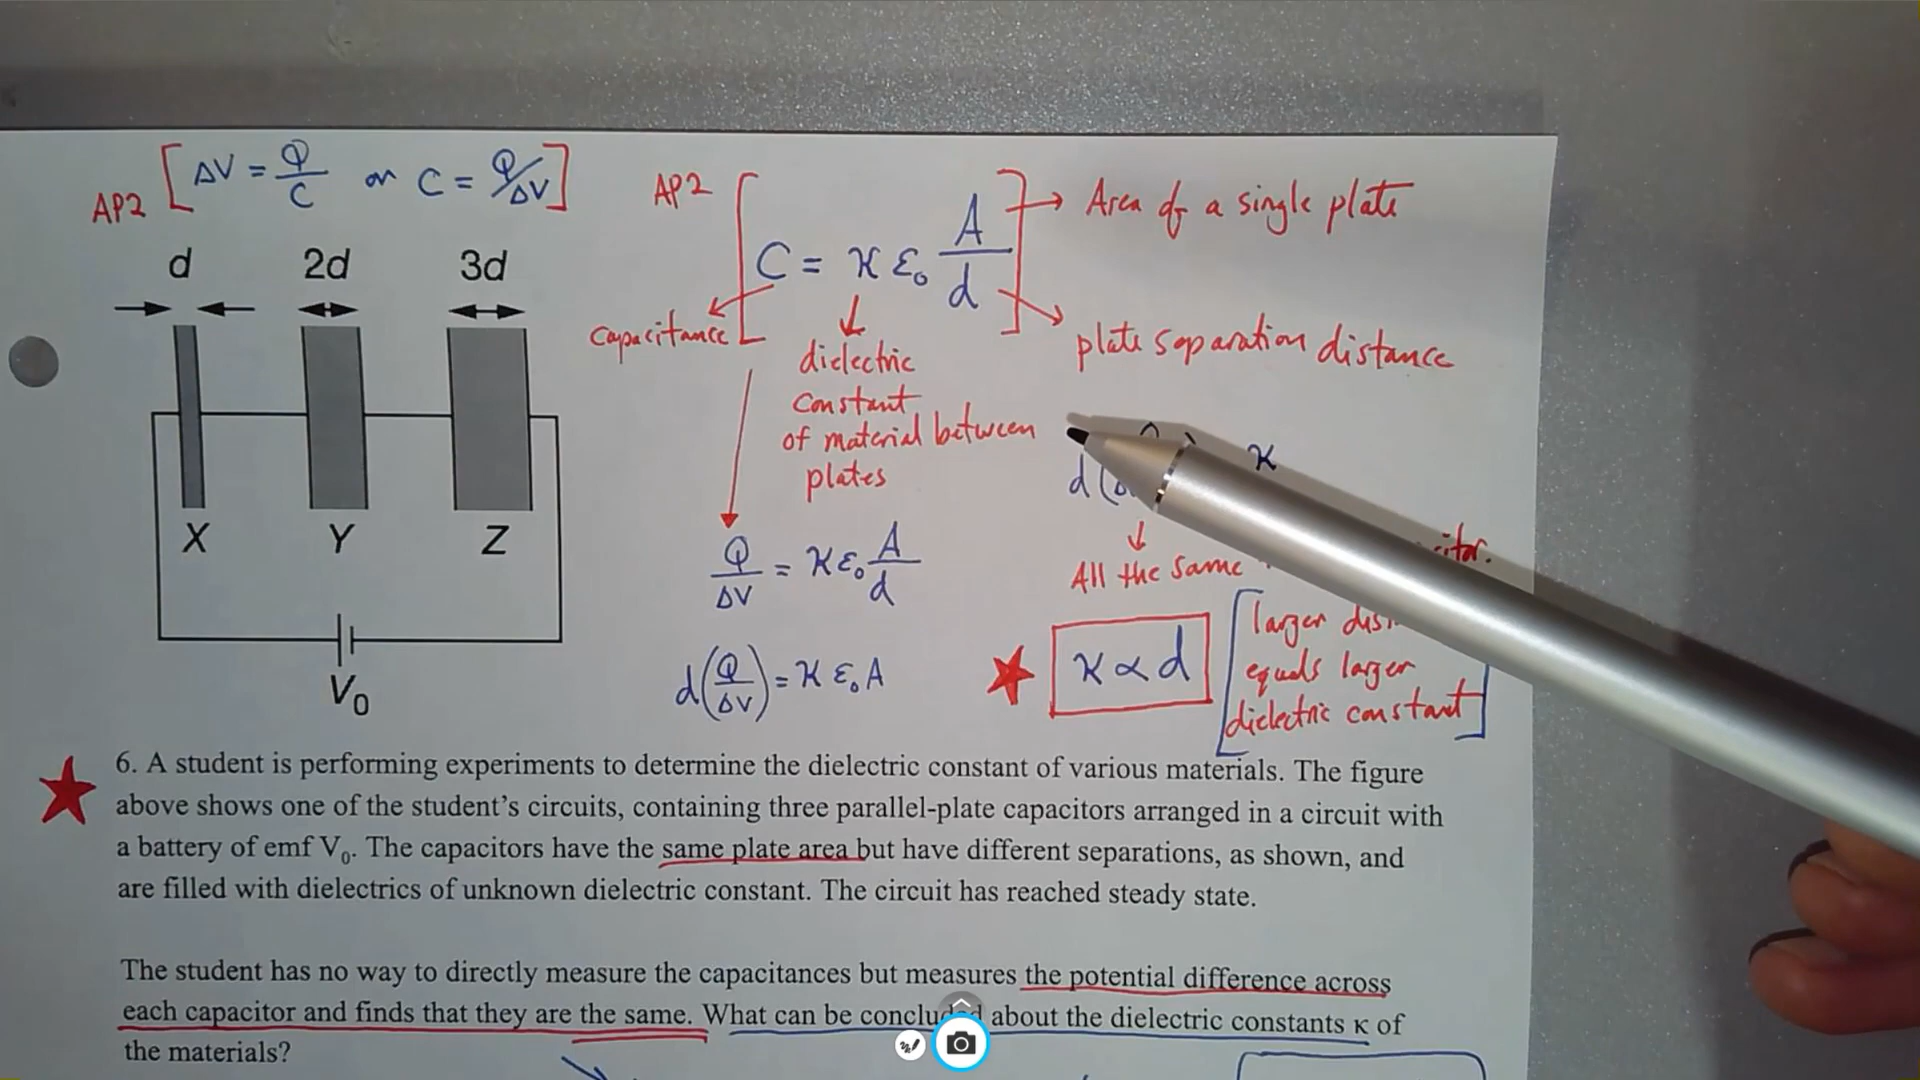 AP2 [ΔV = Q/C or C = Q/ΔV]
AP2 [C = κ ε₀ A/d]
Area of a single plate
capacitance
dielectric
constant
of material between
plates
plate separation distance
d 2d 3d
X Y Z
V₀
Q/ΔV = κ ε₀ A/d
d(Q/ΔV) = κ ε₀ A
κ
d(
All the same
κ ∝ d
[larger
equals larger
dielectric constant]
6. A student is performing experiments to determine the dielectric constant of various materials. The figure
above shows one of the student’s circuits, containing three parallel-plate capacitors arranged in a circuit with
a battery of emf V₀. The capacitors have the same plate area but have different separations, as shown, and
are filled with dielectrics of unknown dielectric constant. The circuit has reached steady state.
The student has no way to directly measure the capacitances but measures the potential difference across
each capacitor and finds that they are the same. What can be concluded about the dielectric constants κ of
the materials?